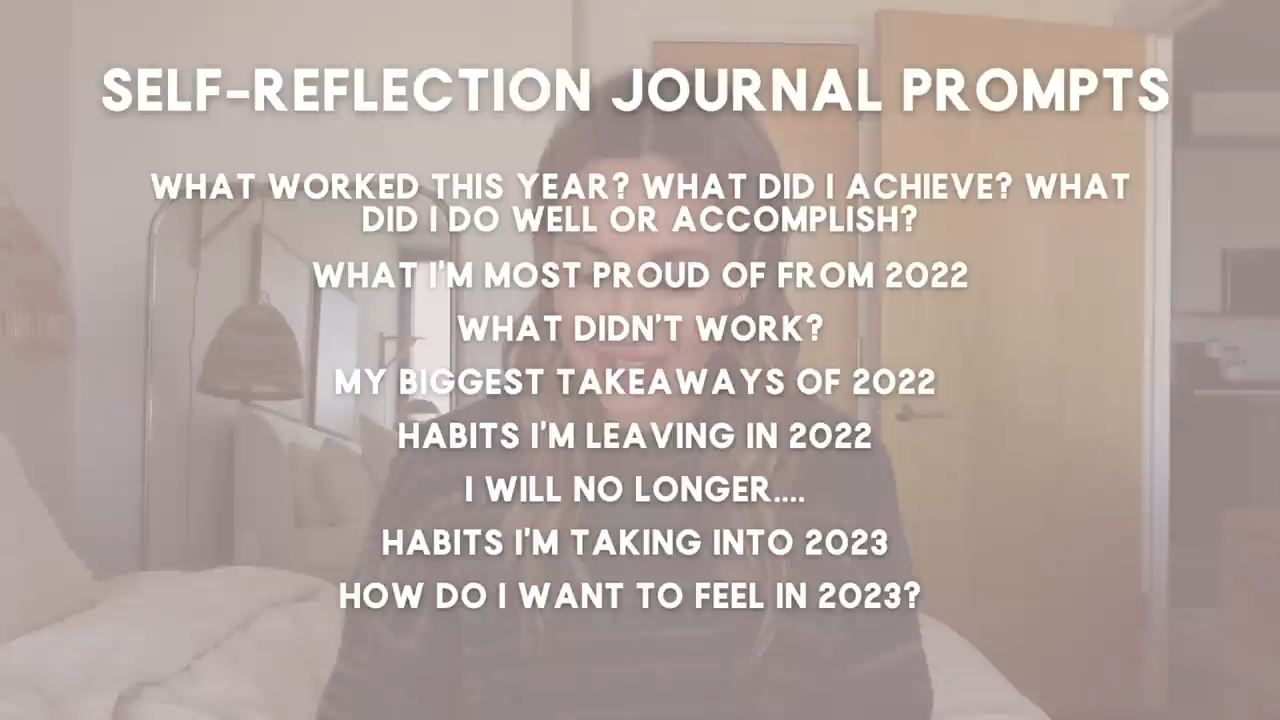 SELF-REFLECTION JOURNAL PROMPTS
WHAT WORKED THIS YEAR? WHAT DID I ACHIEVE? WHAT
DID I DO WELL OR ACCOMPLISH?
WHAT I'M MOST PROUD OF FROM 2022
WHAT DIDN'T WORK?
MY BIGGEST TAKEAWAYS OF 2022
HABITS I'M LEAVING IN 2022
I WILL NO LONGER....
HABITS I'M TAKING INTO 2023
HOW DO I WANT TO FEEL IN 2023?